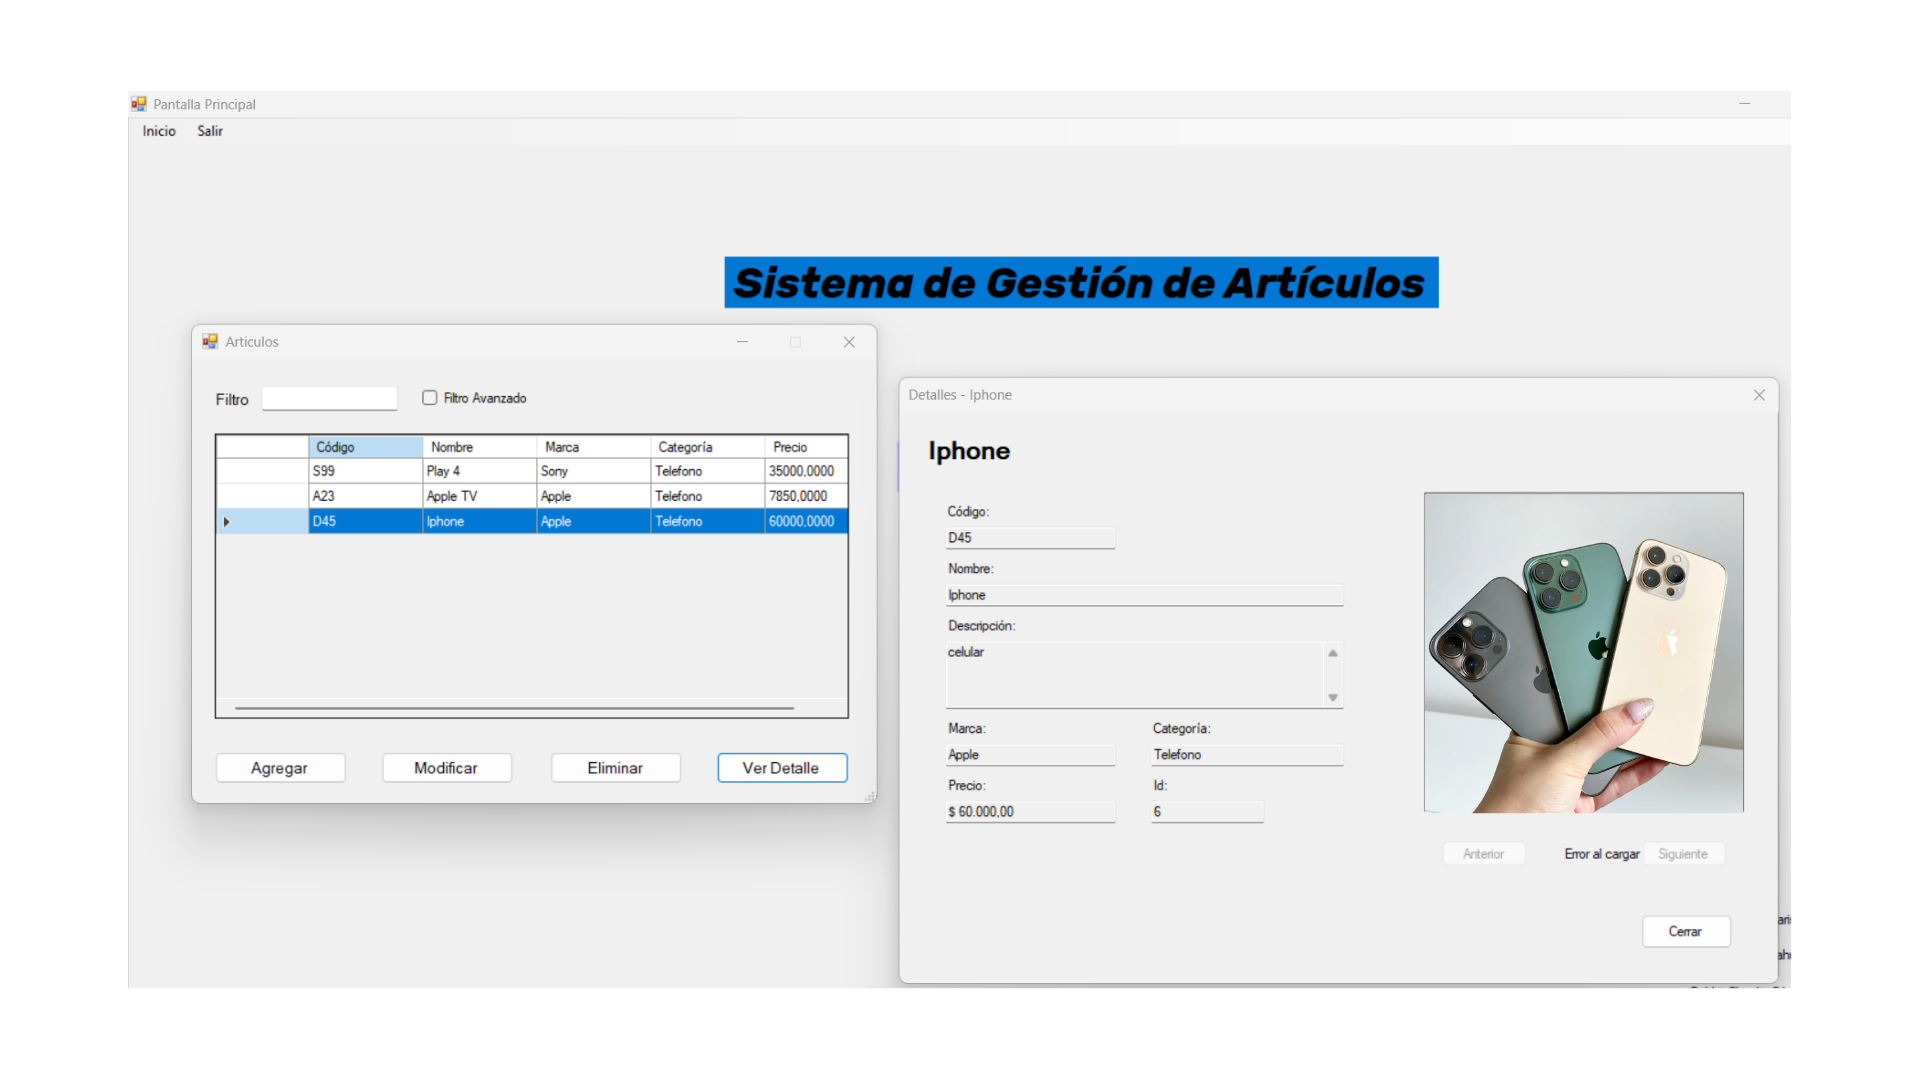 Pantalla Principal
Inicio Salir
Sistema de Gestión de Artículos
Articulos
Filtro
Filtro Avanzado
Código Nombre Marca Categoría Precio
S99 Play 4 Sony Telefono 35000,0000
A23 Apple TV Apple Telefono 7850,0000
D45 Iphone Apple Telefono 60000,0000
Agregar Modificar Eliminar Ver Detalle
Detalles - Iphone
Iphone
Código:
D45
Nombre:
Iphone
Descripción:
celular
Marca: Categoría:
Apple Telefono
Precio: Id:
$ 60.000,00 6
Anterior Error al cargar Siguiente
Cerrar